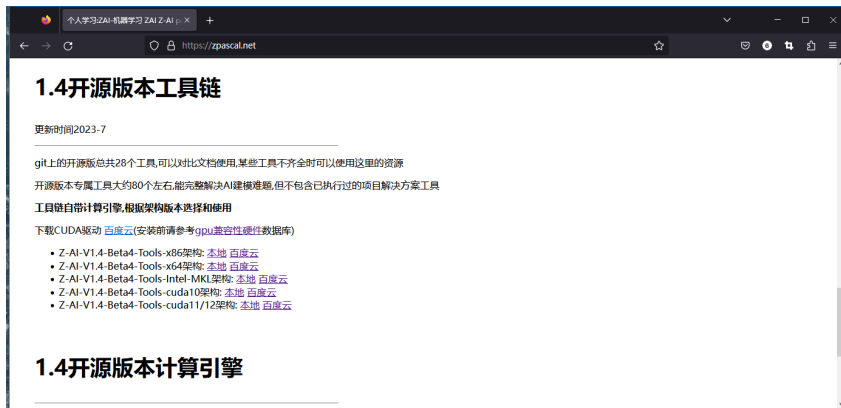 个人学习:ZAI-机器学习 ZAI Z-AI
https://zpascal.net
1.4开源版本工具链
更新时间2023-7
git上的开源版总共28个工具,可以对比文档使用,某些工具不齐全时可以使用这里的资源
开源版本专属工具大约80个左右,能完整解决AI建模难题,但不包含已执行过的项目解决方案工具
工具链自带计算引擎,根据架构版本选择和使用
下载CUDA驱动 百度云(安装前请参考gpu兼容性硬件数据库)
Z-AI-V1.4-Beta4-Tools-x86架构: 本地 百度云
Z-AI-V1.4-Beta4-Tools-x64架构: 本地 百度云
Z-AI-V1.4-Beta4-Tools-Intel-MKL架构: 本地 百度云
Z-AI-V1.4-Beta4-Tools-cuda10架构: 本地 百度云
Z-AI-V1.4-Beta4-Tools-cuda11/12架构: 本地 百度云
1.4开源版本计算引擎